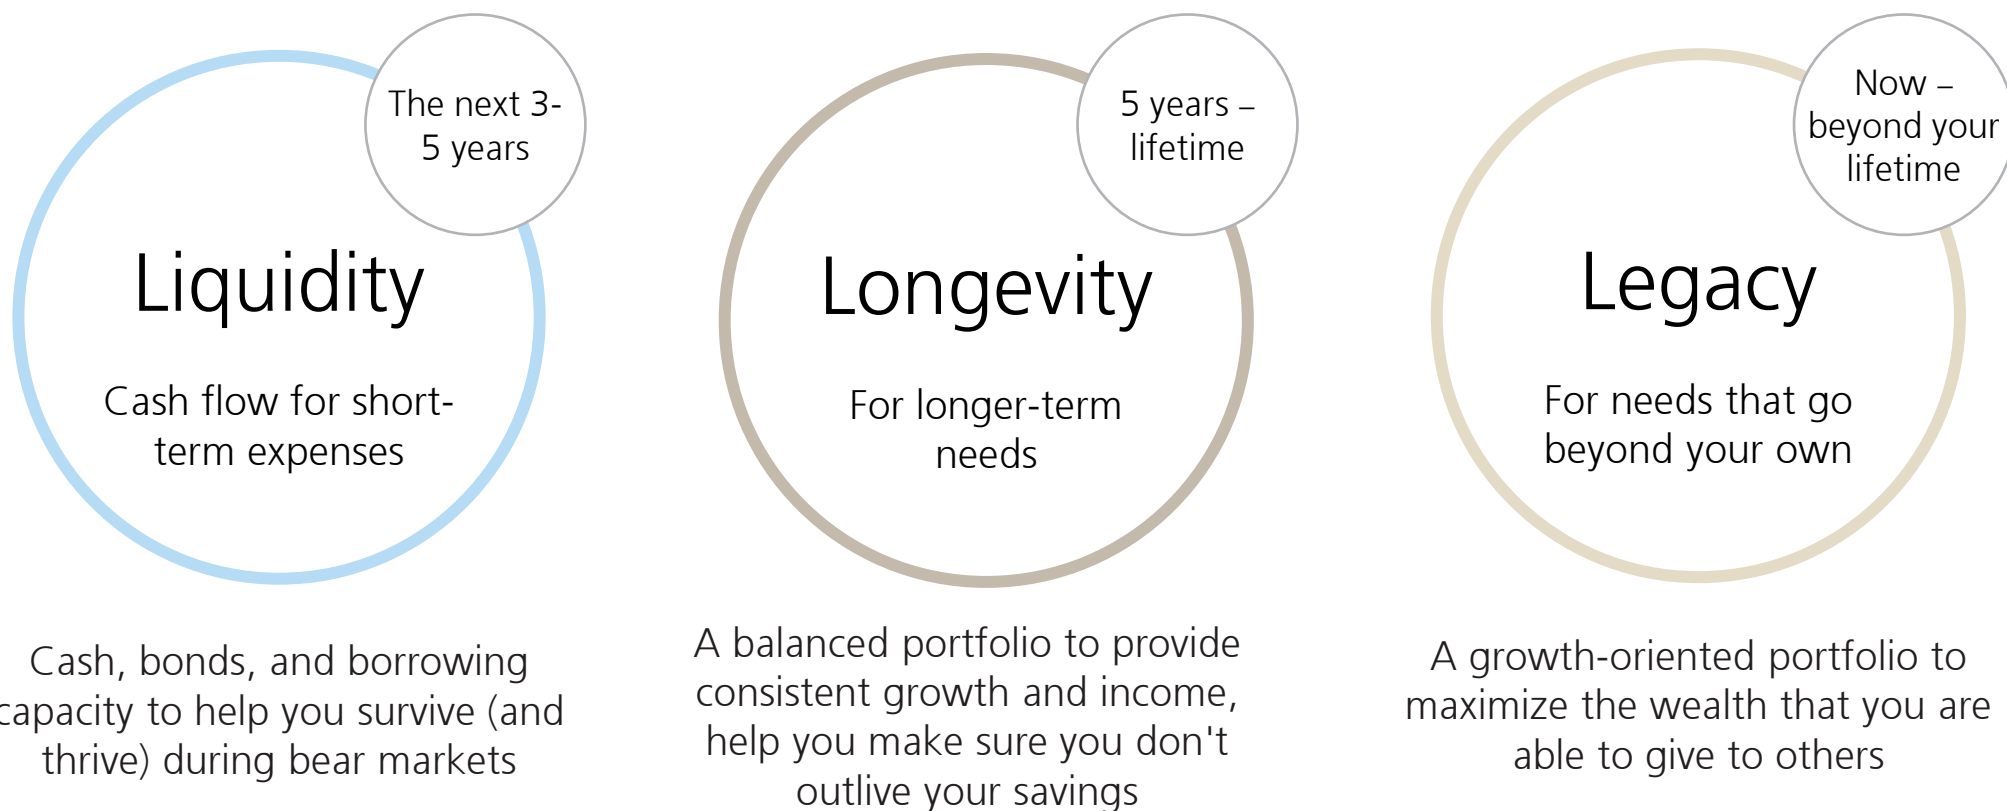 The next 3-
5 years
Liquidity
Cash flow for short-
term expenses
Cash, bonds, and borrowing
capacity to help you survive (and
thrive) during bear markets
5 years –
lifetime
Longevity
For longer-term
needs
A balanced portfolio to provide
consistent growth and income,
help you make sure you don't
outlive your savings
Now –
beyond your
lifetime
Legacy
For needs that go
beyond your own
A growth-oriented portfolio to
maximize the wealth that you are
able to give to others